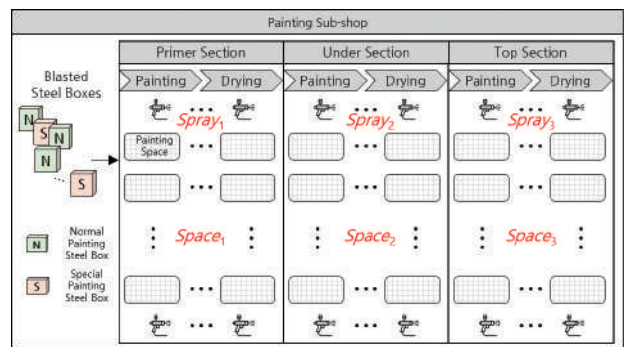 Painting Sub-shop
Primer Section
Under Section
Top Section
Blasted
Steel Boxes
Painting
Drying
Painting
Drying
Painting
Drying
N
S
N
N
S
Spray1
Spray2
Spray3
Painting
Space
Space1
Space2
Space3
N
Normal
Painting
Steel Box
S
Special
Painting
Steel Box